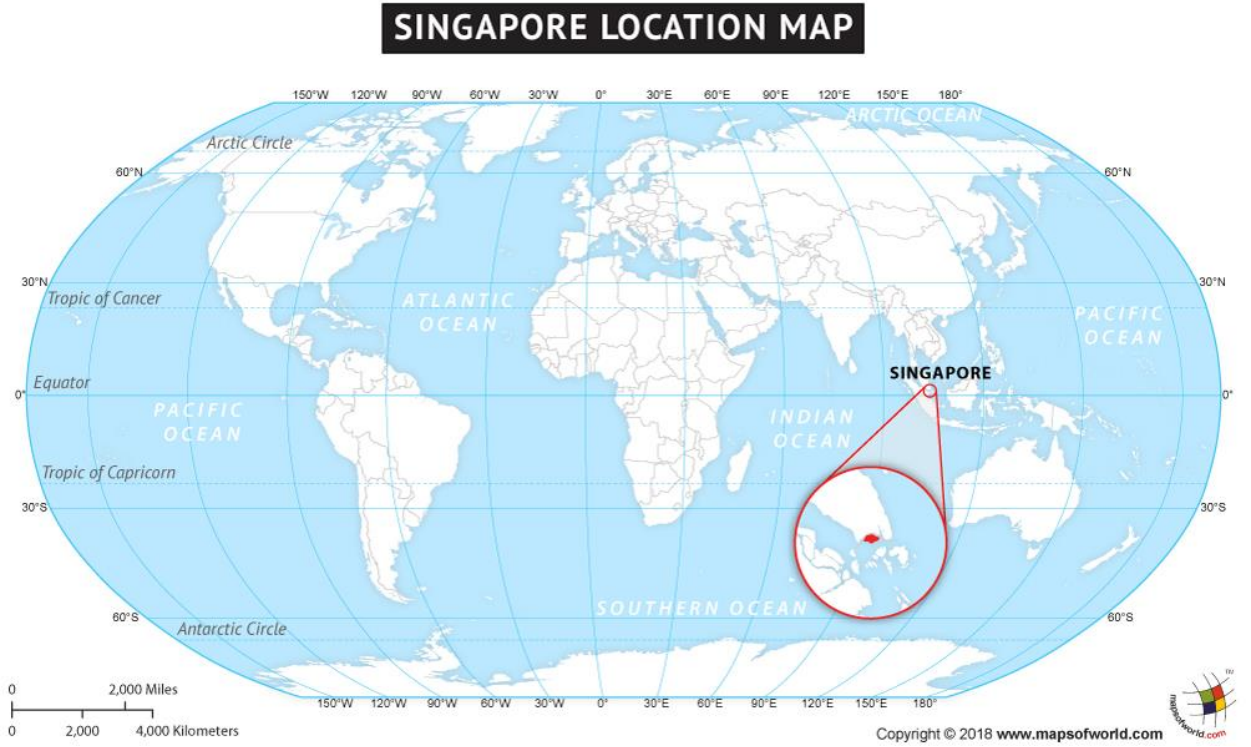 SINGAPORE LOCATION MAP
150°W 120°W 90°W 60°W 30°W 0° 30°E 60°E 90°E 120°E 150°E 180°
ARCTIC OCEAN
Arctic Circle
60°N 60°N
30°N 30°N
Tropic of Cancer
ATLANTIC
OCEAN
PACIFIC
OCEAN
SINGAPORE
Equator
0° 0°
PACIFIC
OCEAN
INDIAN
OCEAN
Tropic of Capricorn
30°S 30°S
SOUTHERN OCEAN
60°S 60°S
Antarctic Circle
150°W 120°W 90°W 60°W 30°W 0° 30°E 60°E 90°E 120°E 150°E 180°
0 2,000 Miles
0 2,000 4,000 Kilometers
Copyright © 2018 www.mapsofworld.com
mapsofworld.com